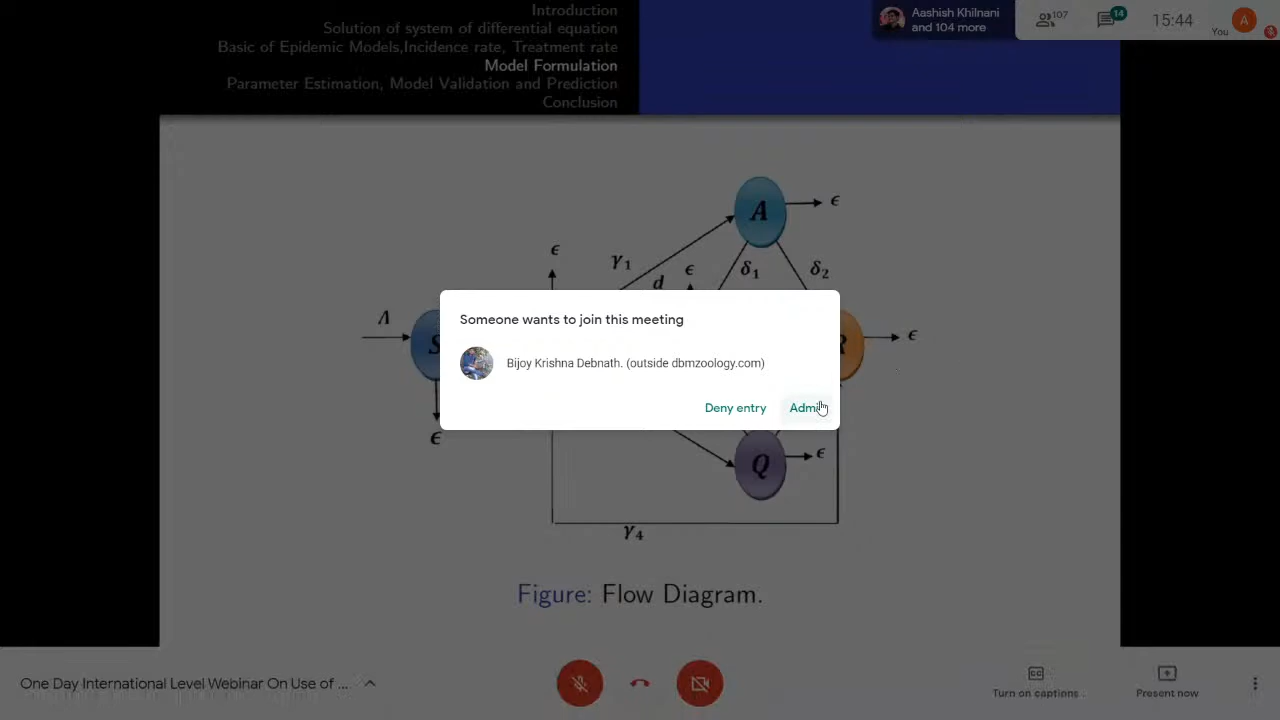 Introduction
Solution of system of differential equation
Basic of Epidemic Models,Incidence rate, Treatment rate
Model Formulation
Parameter Estimation, Model Validation and Prediction
Conclusion
Aashish Khilnani
and 104 more
107
14
15:44
You
A
A
ϵ
ϵ
γ1
d
ϵ
δ1
δ2
Λ
S
R
ϵ
Someone wants to join this meeting
Bijoy Krishna Debnath. (outside dbmzoology.com)
Deny entry
ϵ
Q
ϵ
γ4
Figure: Flow Diagram.
One Day International Level Webinar On Use of ...
CC
Turn on captions
Present now